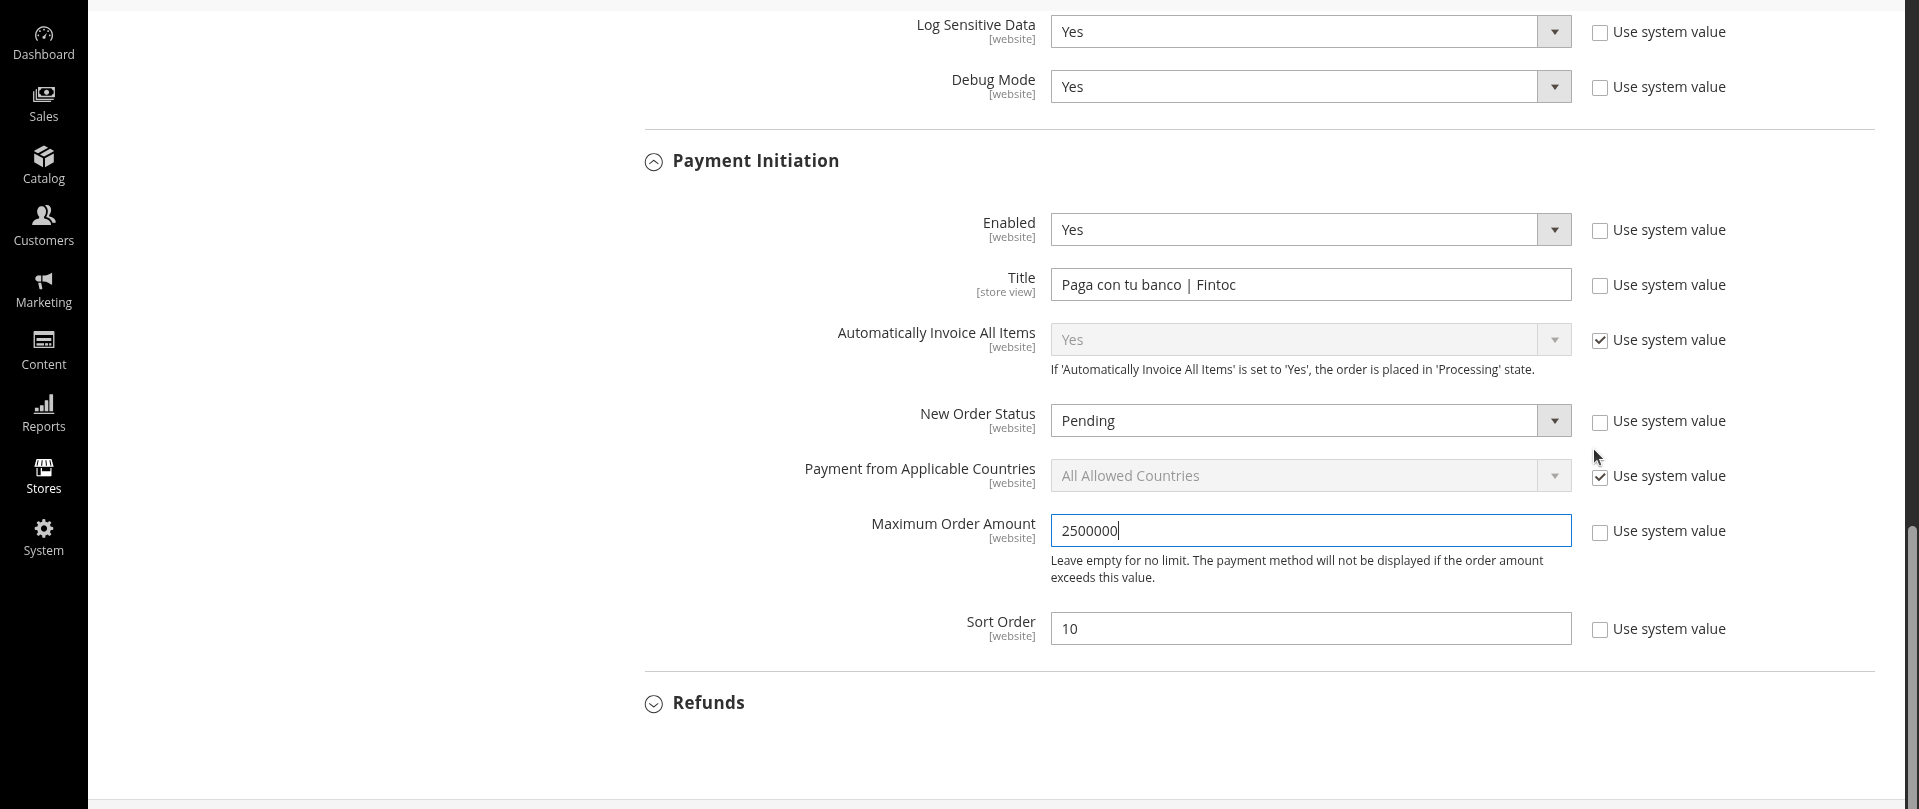 Dashboard
Sales
Catalog
Customers
Marketing
Content
Reports
Stores
System
Log Sensitive Data
[website]
Yes
Use system value
Debug Mode
[website]
Yes
Use system value
Payment Initiation
Enabled
[website]
Yes
Use system value
Title
[store view]
Paga con tu banco | Fintoc
Use system value
Automatically Invoice All Items
[website]
Yes
Use system value
If 'Automatically Invoice All Items' is set to 'Yes', the order is placed in 'Processing' state.
New Order Status
[website]
Pending
Use system value
Payment from Applicable Countries
[website]
All Allowed Countries
Use system value
Maximum Order Amount
[website]
2500000
Use system value
Leave empty for no limit. The payment method will not be displayed if the order amount
exceeds this value.
Sort Order
[website]
10
Use system value
Refunds